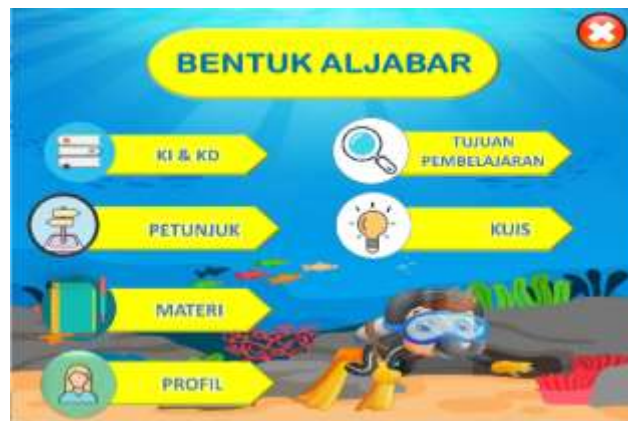 BENTUK ALJABAR
KI & KD
PETUNJUK
MATERI
PROFIL
TUJUAN
PEMBELAJARAN
KUIS